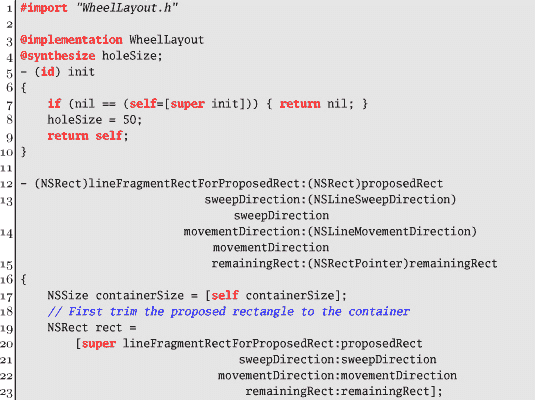 1 #import "WheelLayout.h"
2
3 @implementation WheelLayout
4 @synthesize holeSize;
5 - (id) init
6 {
7 if (nil == (self=[super init])) { return nil; }
8 holeSize = 50;
9 return self;
10 }
11
12 - (NSRect)lineFragmentRectForProposedRect:(NSRect)proposedRect
13 sweepDirection:(NSLineSweepDirection)
sweepDirection
14 movementDirection:(NSLineMovementDirection)
movementDirection
15 remainingRect:(NSRectPointer)remainingRect
16 {
17 NSSize containerSize = [self containerSize];
18 // First trim the proposed rectangle to the container
19 NSRect rect =
20 [super lineFragmentRectForProposedRect:proposedRect
21 sweepDirection:sweepDirection
22 movementDirection:movementDirection
23 remainingRect:remainingRect];